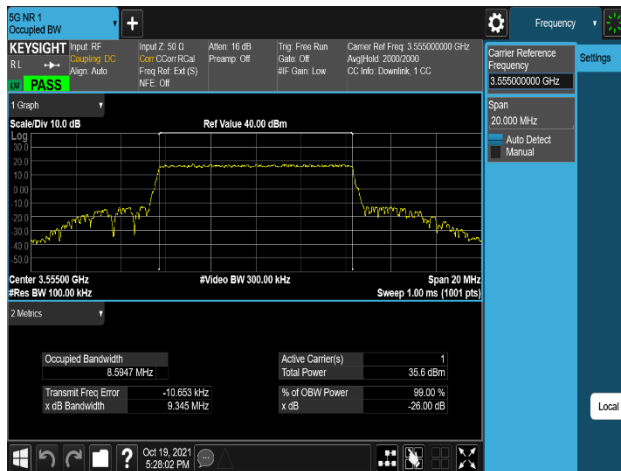 5G NR 1
Occupied BW
Frequency
KEYSIGHT
Input: RF
Input Z: 50 Ω
Atten: 16 dB
Trig: Free Run
Carrier Ref Freq: 3.555000000 GHz
RL
Coupling: DC
Corr CCorr RCal
Preamp: Off
Gate: Off
Avg|Hold: 2000/2000
Align: Auto
Freq Ref: Ext (S)
#IF Gain: Low
CC Info: Downlink, 1 CC
NFE: Off
PASS
Carrier Reference
Frequency
3.555000000 GHz
Settings
Span
20.000 MHz
Auto Detect
Manual
1 Graph
Scale/Div 10.0 dB
Ref Value 40.00 dBm
Log
30.0
20.0
10.0
0.00
-10.0
-20.0
-30.0
-40.0
-50.0
Center 3.55500 GHz
#Video BW 300.00 kHz
Span 20 MHz
#Res BW 100.00 kHz
Sweep 1.00 ms (1001 pts)
2 Metrics
Occupied Bandwidth
8.5947 MHz
Active Carrier(s)
1
Total Power
35.6 dBm
Transmit Freq Error
-10.653 kHz
% of OBW Power
99.00 %
x dB Bandwidth
9.345 MHz
x dB
-26.00 dB
Local
?
Oct 19, 2021
5:28:02 PM